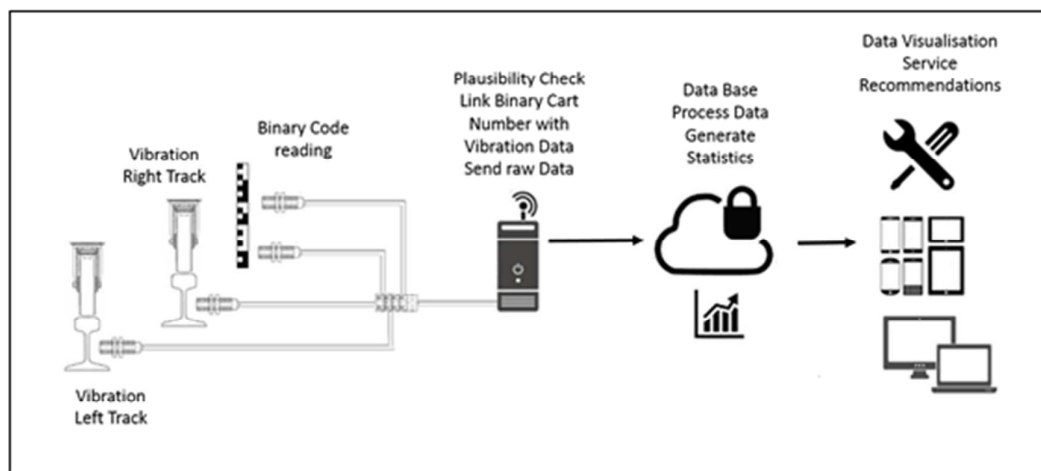 Vibration
Left Track
Vibration
Right Track
Binary Code
reading
Plausibility Check
Link Binary Cart
Number with
Vibration Data
Send raw Data
Data Base
Process Data
Generate
Statistics
Data Visualisation
Service
Recommendations